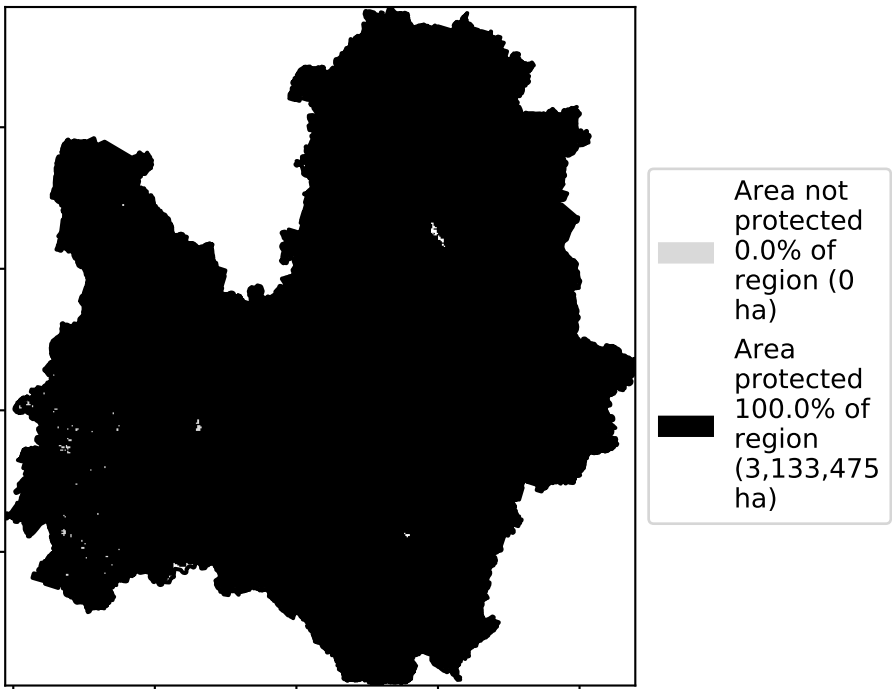 Area not
protected
0.0% of
region (0
ha)
Area
protected
100.0% of
region
(3,133,475
ha)